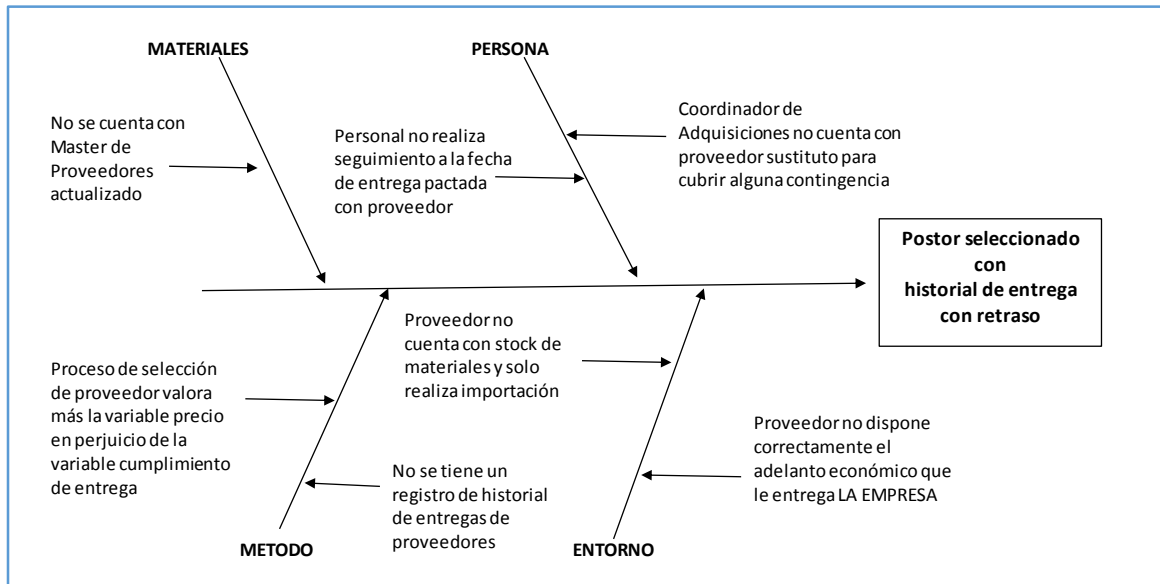 MATERIALES
PERSONA
No se cuenta con
Master de
Proveedores
actualizado
Personal no realiza
seguimiento a la fecha
de entrega pactada
con proveedor
Coordinador de
Adquisiciones no cuenta con
proveedor sustituto para
cubrir alguna contingencia
Postor seleccionado
con
historial de entrega
con retraso
Proceso de selección
de proveedor valora
más la variable precio
en perjuicio de la
variable cumplimiento
de entrega
No se tiene un
registro de historial
de entregas de
proveedores
Proveedor no
cuenta con stock de
materiales y solo
realiza importación
Proveedor no dispone
correctamente el
adelanto económico que
le entrega LA EMPRESA
METODO
ENTORNO